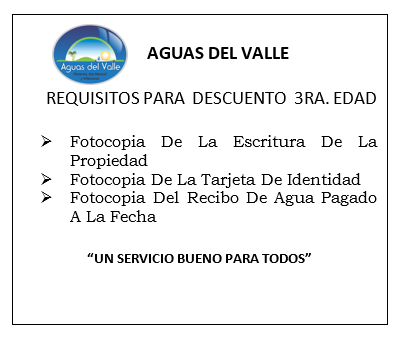 Aguas del Valle
AGUAS DEL VALLE
REQUISITOS PARA DESCUENTO 3RA. EDAD
Fotocopia De La Escritura De La
Propiedad
Fotocopia De La Tarjeta De Identidad
Fotocopia Del Recibo De Agua Pagado
A La Fecha
“UN SERVICIO BUENO PARA TODOS”